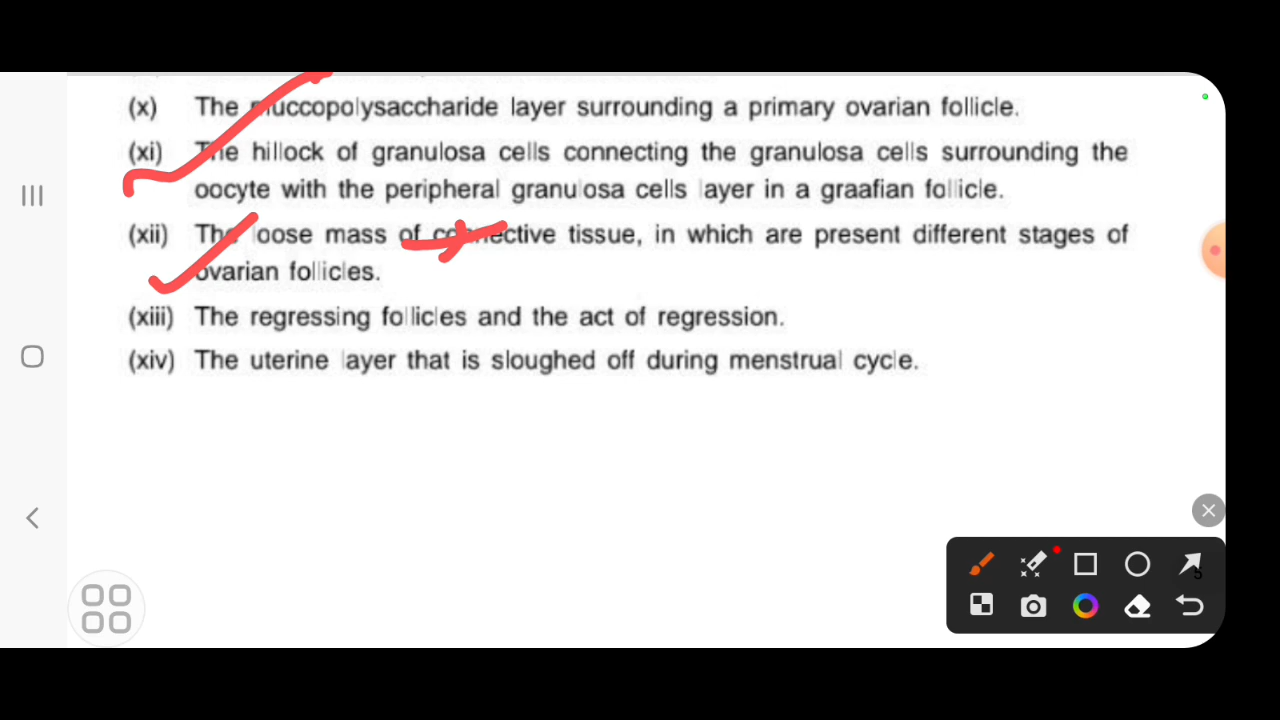 (x) The muccopolysaccharide layer surrounding a primary ovarian follicle.
(xi) The hillock of granulosa cells connecting the granulosa cells surrounding the
oocyte with the peripheral granulosa cells layer in a graafian follicle.
(xii) The loose mass of connective tissue, in which are present different stages of
ovarian follicles.
(xiii) The regressing follicles and the act of regression.
(xiv) The uterine layer that is sloughed off during menstrual cycle.
5